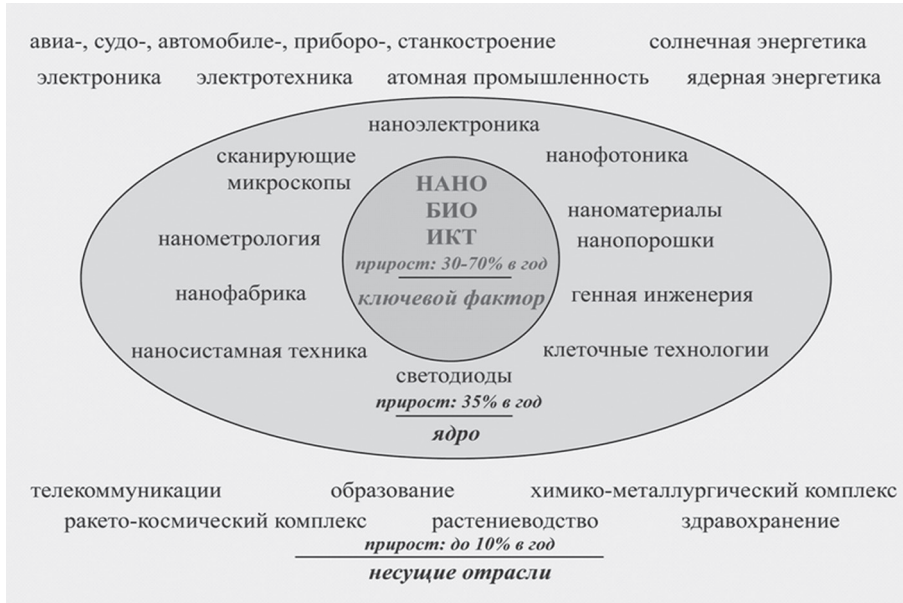 авиа-, судо-, автомобиле-, приборо-, станкостроение солнечная энергетика
электроника электротехника атомная промышленность ядерная энергетика
наноэлектроника
сканирующие
микроскопы
нанофотоника
НАНО
БИО
ИКТ
прирост: 30-70% в год
ключевой фактор
наноматериалы
нанопорошки
нанометрология
нанофабрика
генная инженерия
наносистамная техника
клеточные технологии
светодиоды
прирост: 35% в год
ядро
телекоммуникации образование химико-металлургический комплекс
ракето-космический комплекс растениеводство здравохранение
прирост: до 10% в год
несущие отрасли